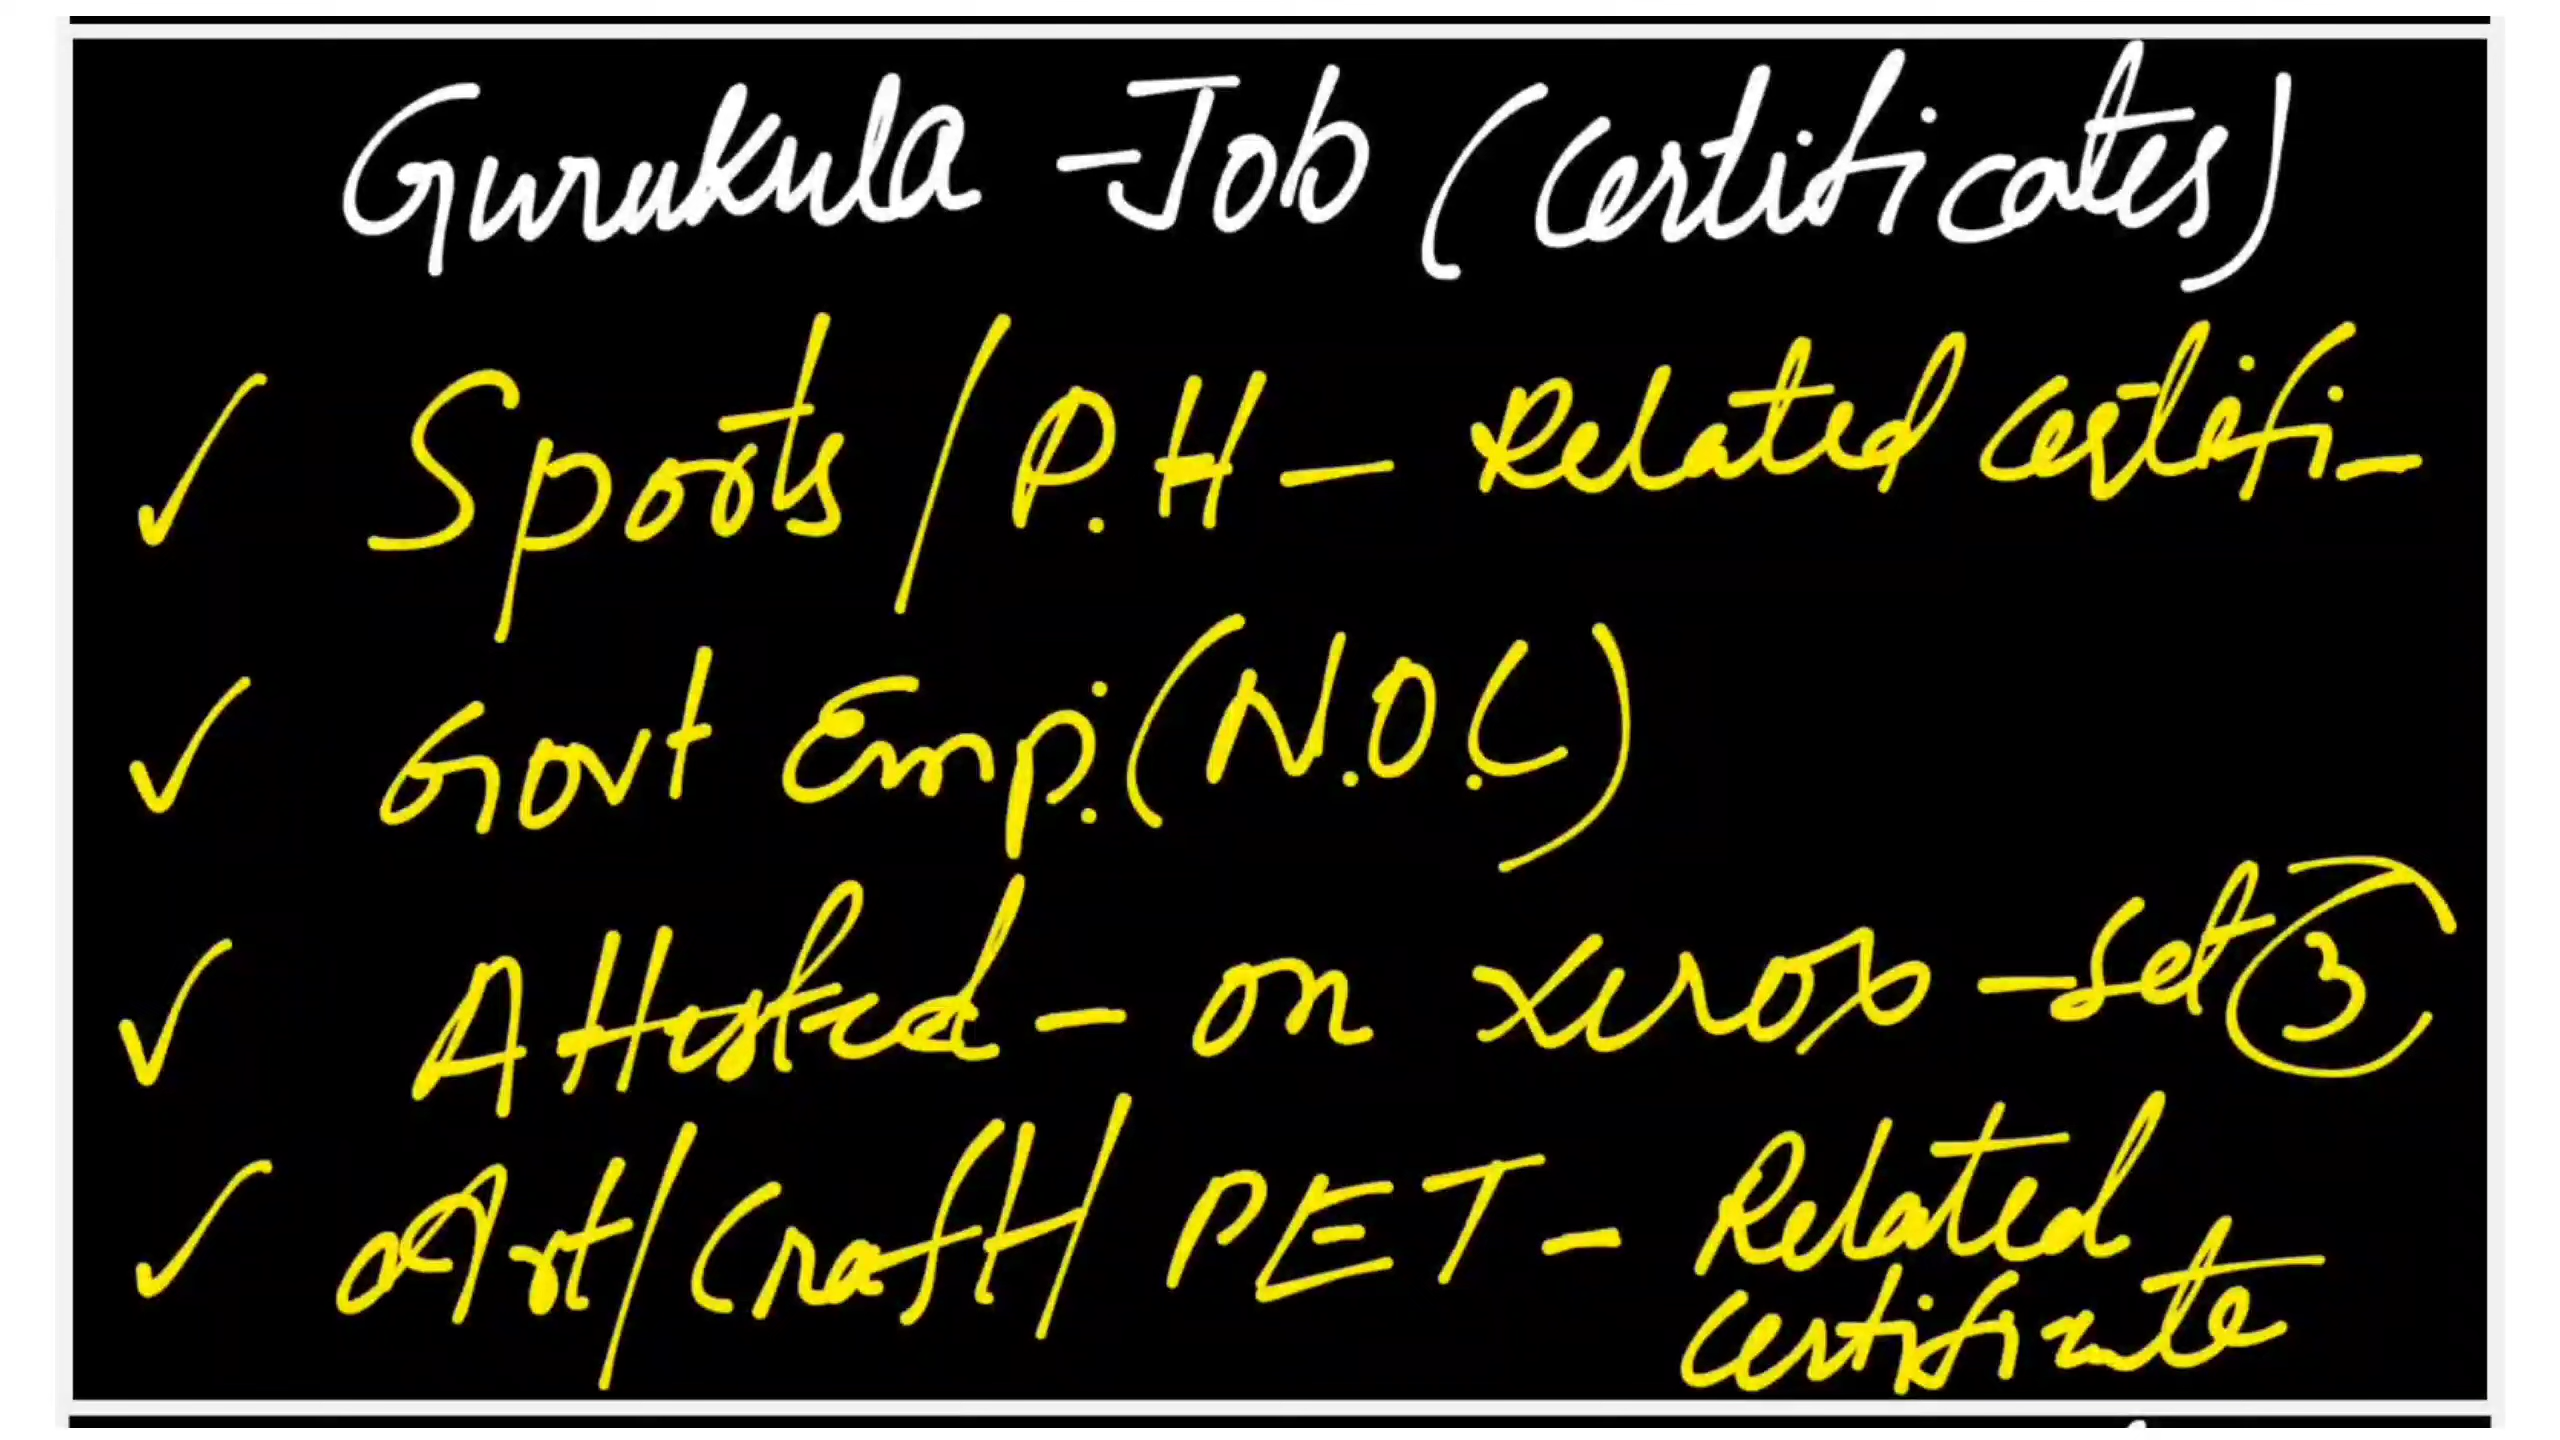 Gurukula - Job (Certificates)
✓ Sports / P.H - Related Certifi-
✓ Govt Emp. (N.O.C)
✓ Attested - on Xerox - Set 3
✓ Art / Craft / PET - Related
Certificate